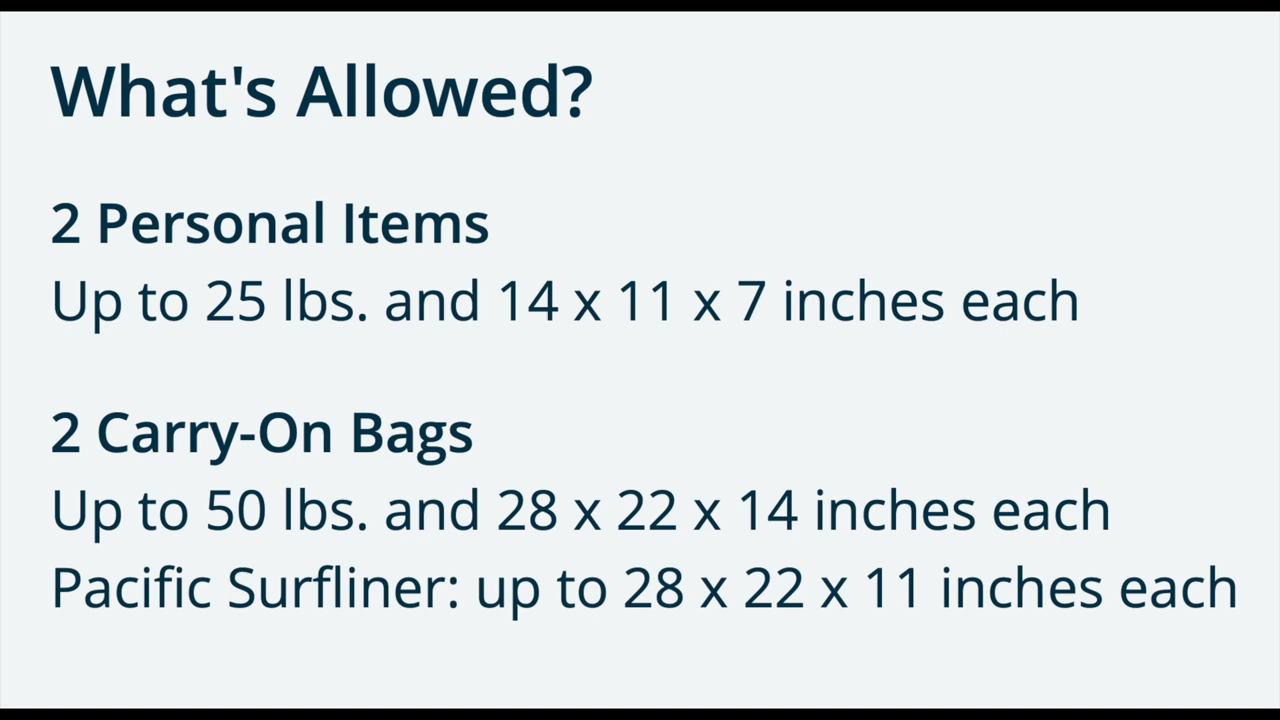 What's Allowed?
2 Personal Items
Up to 25 lbs. and 14 x 11 x 7 inches each
2 Carry-On Bags
Up to 50 lbs. and 28 x 22 x 14 inches each
Pacific Surfliner: up to 28 x 22 x 11 inches each